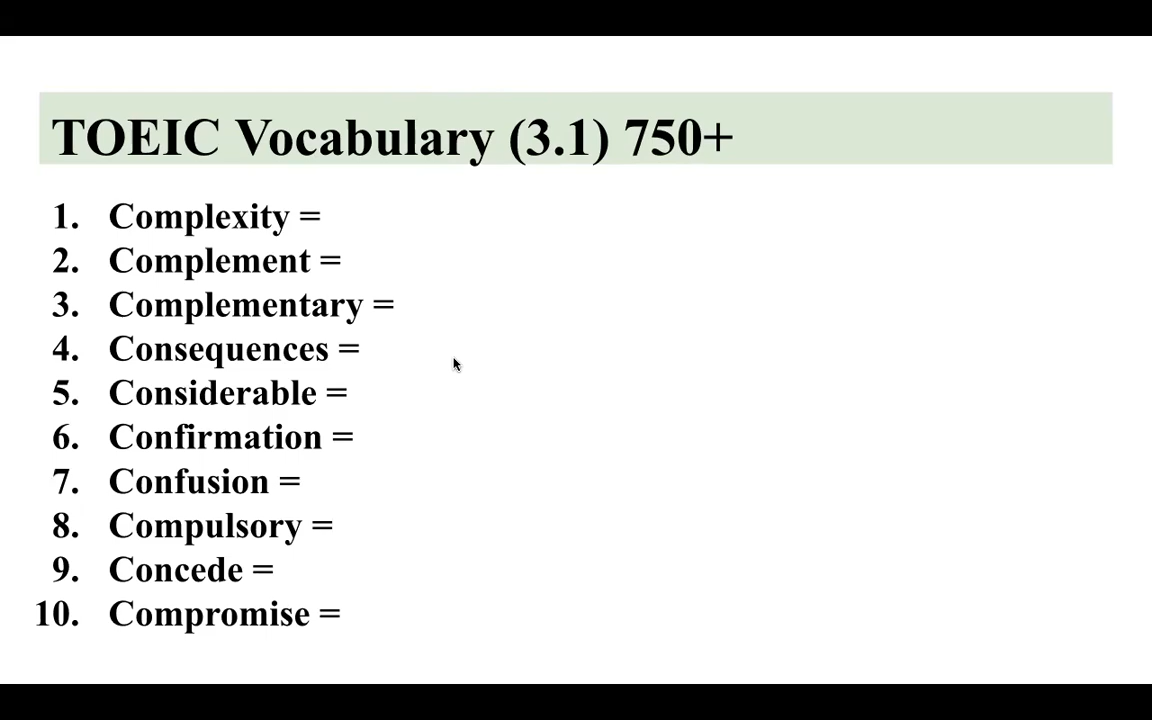 TOEIC Vocabulary (3.1) 750+
1. Complexity =
2. Complement =
3. Complementary =
4. Consequences =
5. Considerable =
6. Confirmation =
7. Confusion =
8. Compulsory =
9. Concede =
10. Compromise =